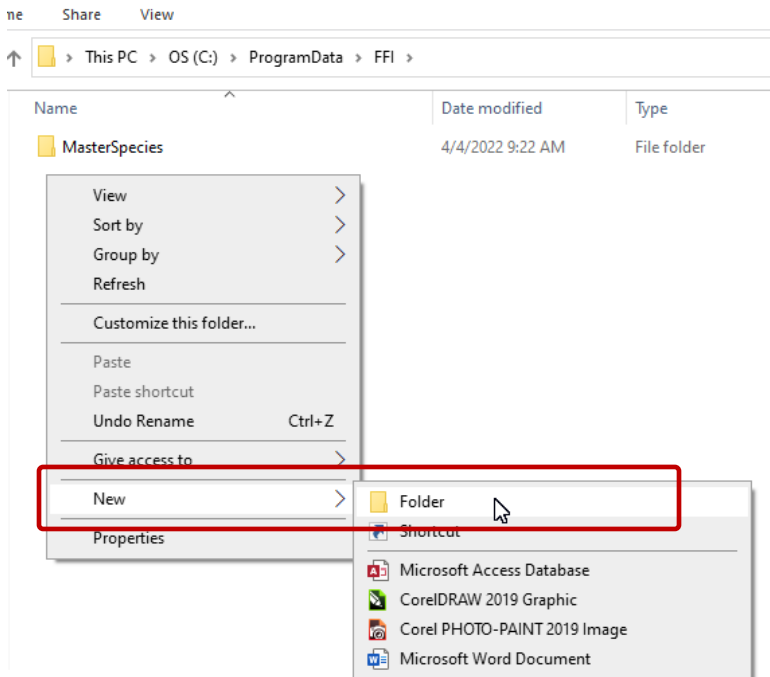 me Share View
This PC > OS (C:) > ProgramData > FFI >
Name Date modified Type
MasterSpecies 4/4/2022 9:22 AM File folder
View
Sort by
Group by
Refresh
Customize this folder...
Paste
Paste shortcut
Undo Rename Ctrl+Z
Give access to
New
Properties
Folder
Shortcut
Microsoft Access Database
CorelDRAW 2019 Graphic
Corel PHOTO-PAINT 2019 Image
Microsoft Word Document